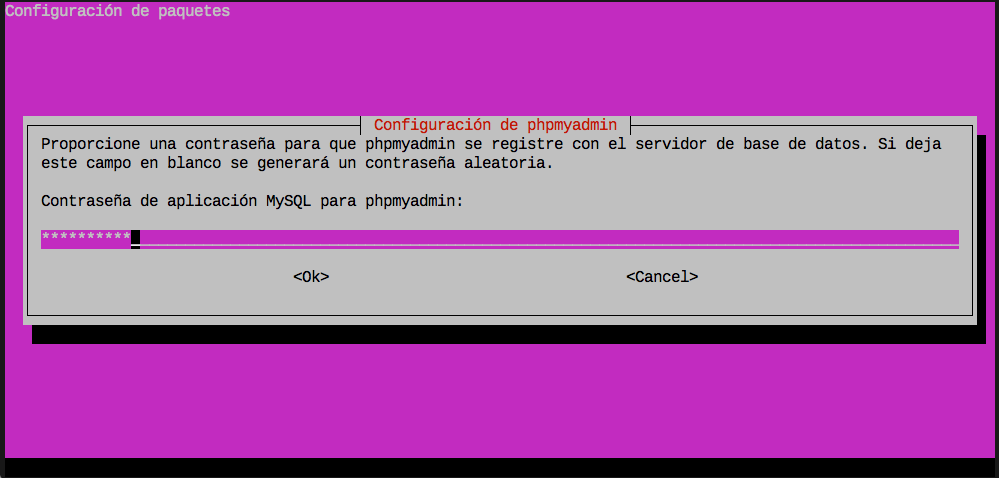 Configuración de paquetes
Configuración de phpmyadmin
Proporcione una contraseña para que phpmyadmin se registre con el servidor de base de datos. Si deja
este campo en blanco se generará un contraseña aleatoria.
Contraseña de aplicación MySQL para phpmyadmin:
**********
<Ok> <Cancel>